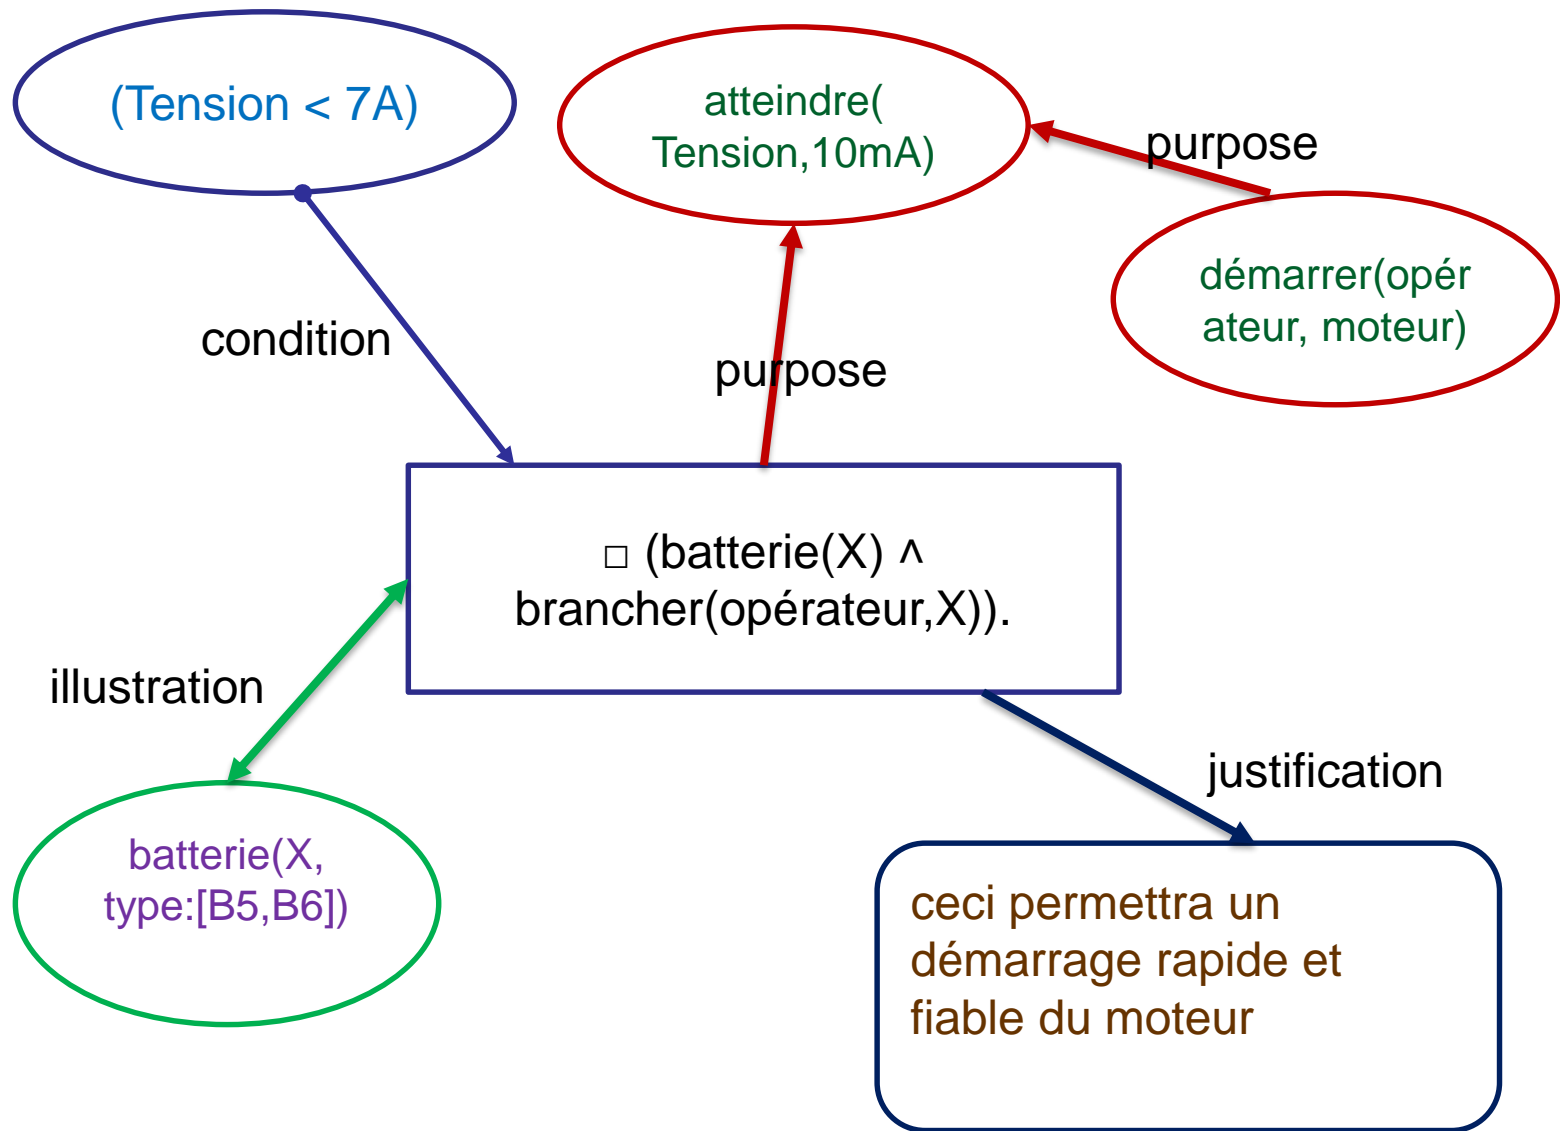 (Tension < 7A)
atteindre(
Tension,10mA)
purpose
démarrer(opér
ateur, moteur)
condition
purpose
□ (batterie(X) ∧
brancher(opérateur,X)).
illustration
justification
batterie(X,
type:[B5,B6])
ceci permettra un
démarrage rapide et
fiable du moteur